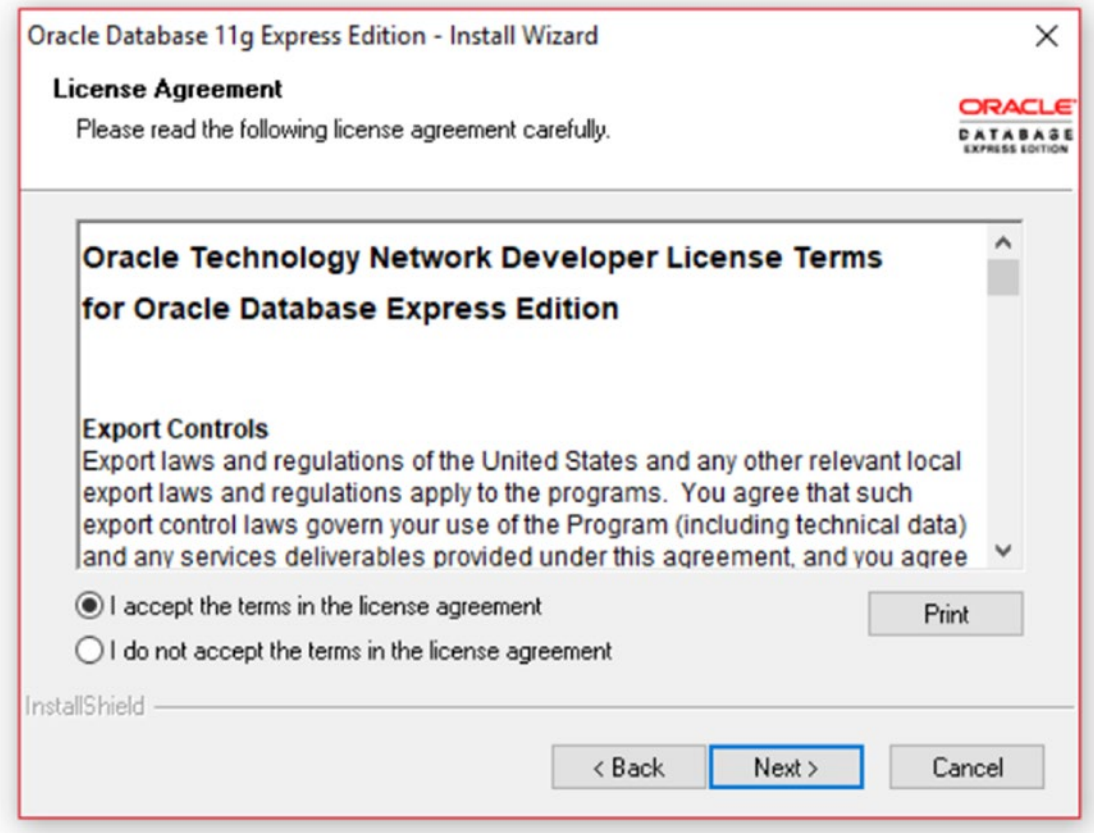 Oracle Database 11g Express Edition - Install Wizard
License Agreement
Please read the following license agreement carefully.
ORACLE
DATABASE
EXPRESS EDITION
Oracle Technology Network Developer License Terms
for Oracle Database Express Edition
Export Controls
Export laws and regulations of the United States and any other relevant local
export laws and regulations apply to the programs.  You agree that such
export control laws govern your use of the Program (including technical data)
and any services deliverables provided under this agreement, and you agree
I accept the terms in the license agreement
Print
I do not accept the terms in the license agreement
InstallShield
< Back
Next >
Cancel